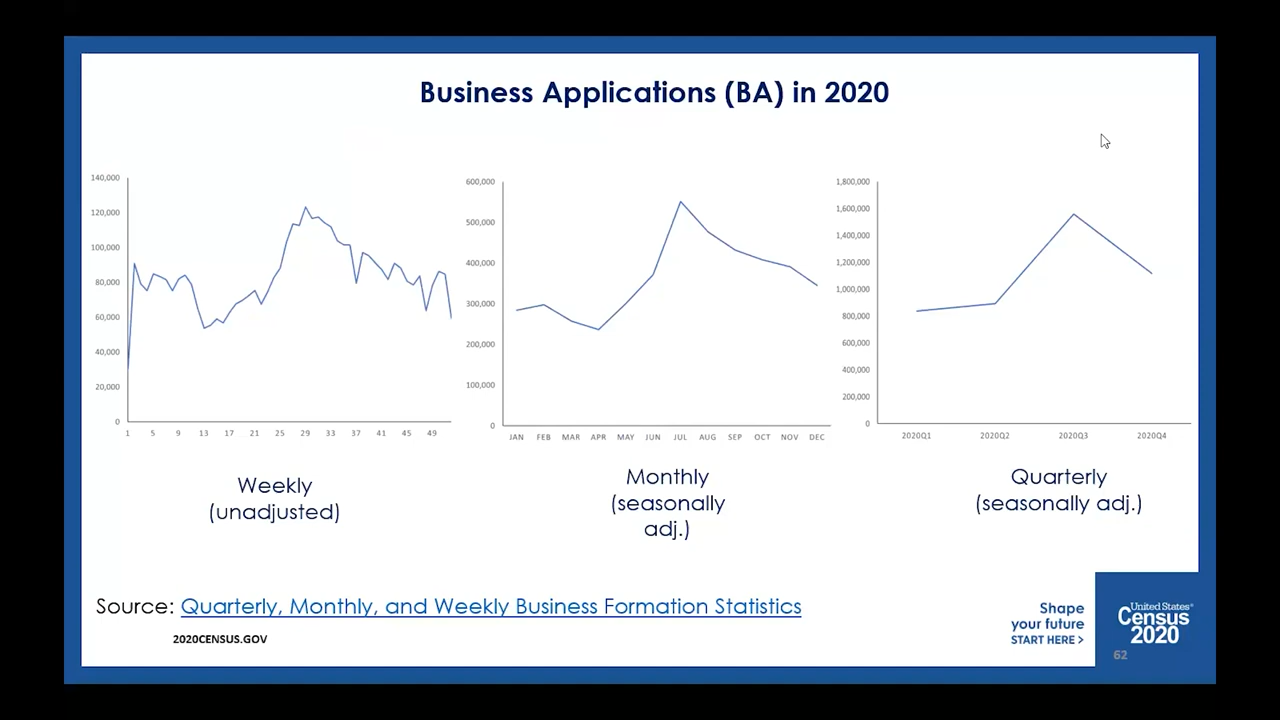 Business Applications (BA) in 2020
140,000
120,000
100,000
80,000
60,000
40,000
20,000
0
1 5 9 13 17 21 25 29 33 37 41 45 49
Weekly
(unadjusted)
600,000
500,000
400,000
300,000
200,000
100,000
0
JAN FEB MAR APR MAY JUN JUL AUG SEP OCT NOV DEC
Monthly
(seasonally
adj.)
1,800,000
1,600,000
1,400,000
1,200,000
1,000,000
800,000
600,000
400,000
200,000
0
2020Q1 2020Q2 2020Q3 2020Q4
Quarterly
(seasonally adj.)
Source: Quarterly, Monthly, and Weekly Business Formation Statistics
2020CENSUS.GOV
Shape
your future
START HERE >
United States®
Census
2020
62